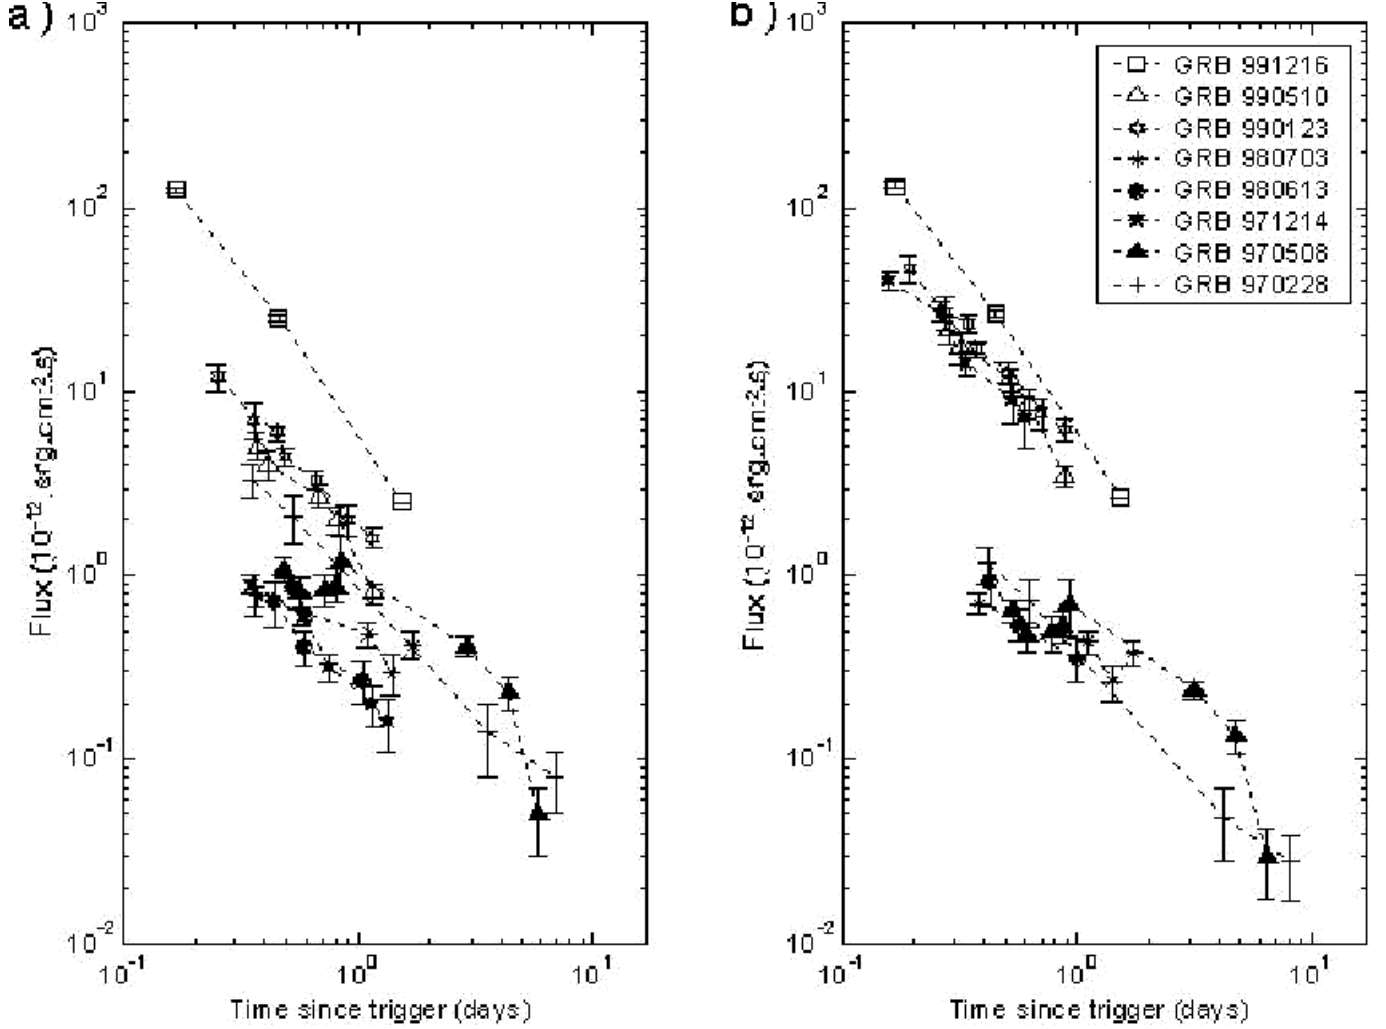 a)
10³
10²
10¹
10⁰
10⁻¹
10⁻²
Flux (10⁻¹². erg.cm⁻².s)
10⁻¹
10⁰
10¹
Time since trigger (days)
b)
10³
10²
10¹
10⁰
10⁻¹
10⁻²
Flux (10⁻¹². erg.cm⁻².s)
10⁻¹
10⁰
10¹
Time since trigger (days)
GRB 991216
GRB 990510
GRB 990123
GRB 980703
GRB 980613
GRB 971214
GRB 970508
GRB 970228